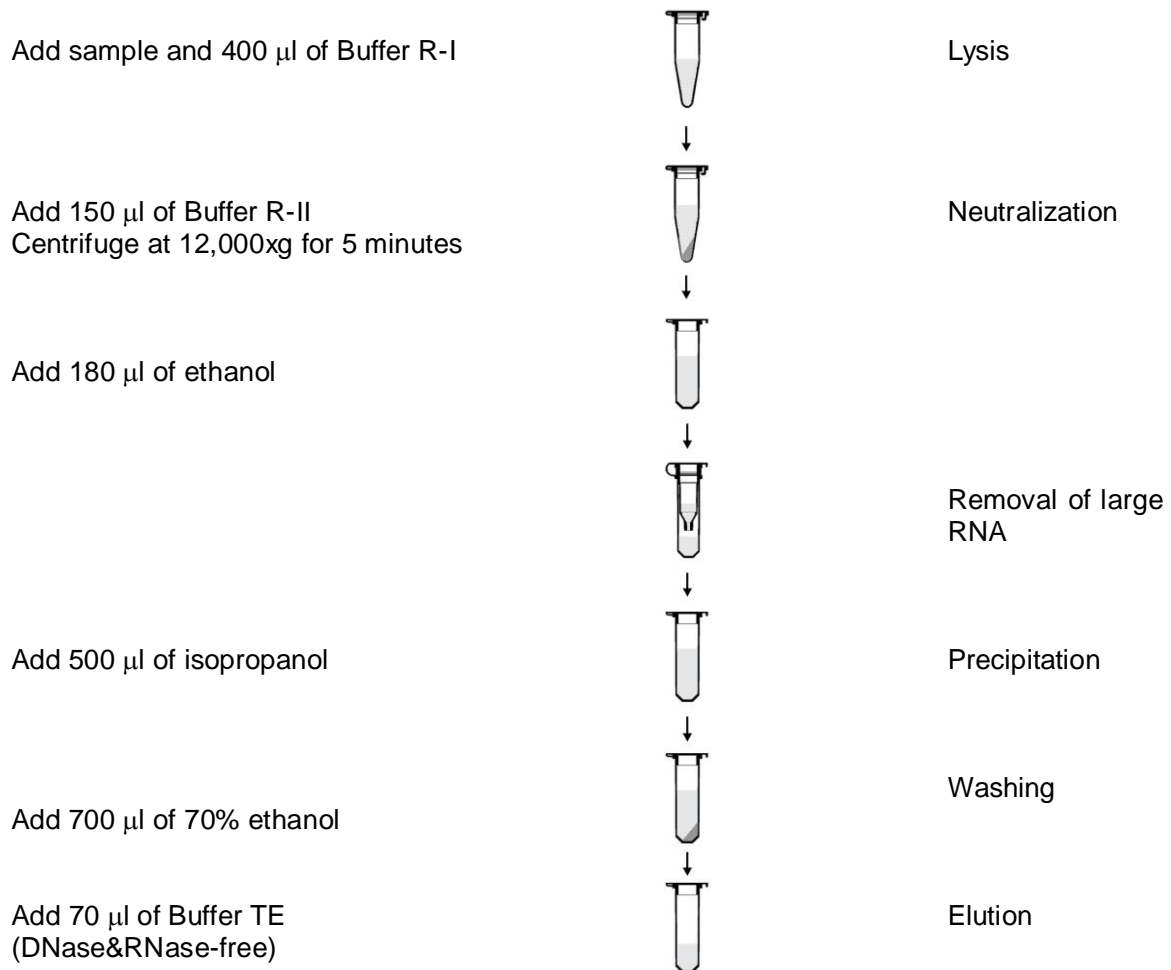 Add sample and 400 μl of Buffer R-I
Lysis
Add 150 μl of Buffer R-II
Centrifuge at 12,000xg for 5 minutes
Neutralization
Add 180 μl of ethanol
Removal of large
RNA
Add 500 μl of isopropanol
Precipitation
Washing
Add 700 μl of 70% ethanol
Add 70 μl of Buffer TE
(DNase&RNase-free)
Elution